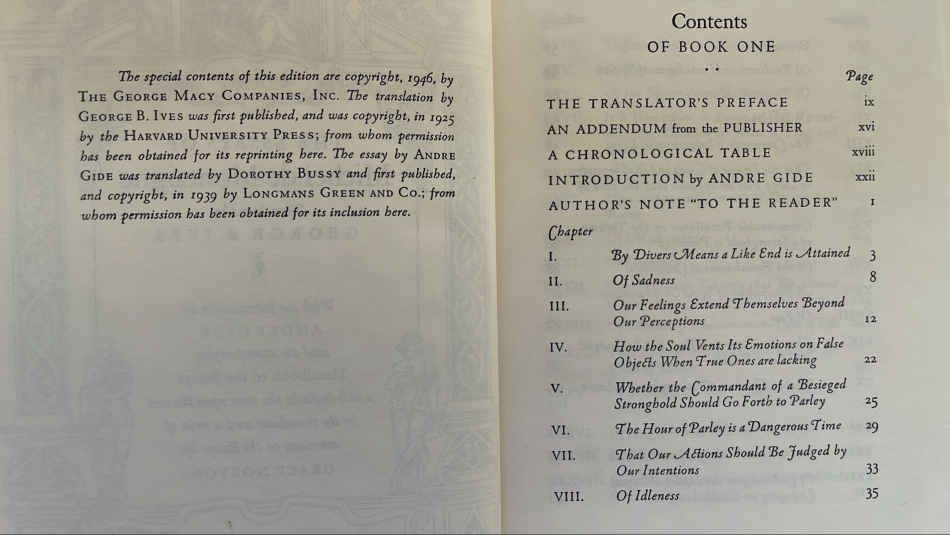 The special contents of this edition are copyright, 1946, by
THE GEORGE MACY COMPANIES, INC. The translation by
GEORGE B. IVES was first published, and was copyright, in 1925
by the HARVARD UNIVERSITY PRESS; from whom permission
has been obtained for its reprinting here. The essay by ANDRE
GIDE was translated by DOROTHY BUSSY and first published,
and copyright, in 1939 by LONGMANS GREEN AND CO.; from
whom permission has been obtained for its inclusion here.
Contents
OF BOOK ONE
Page
THE TRANSLATOR'S PREFACE ix
AN ADDENDUM from the PUBLISHER xvi
A CHRONOLOGICAL TABLE xviii
INTRODUCTION by ANDRE GIDE xxii
AUTHOR'S NOTE "TO THE READER" 1
Chapter
I. By Divers Means a Like End is Attained 3
II. Of Sadness 8
III. Our Feelings Extend Themselves Beyond
Our Perceptions 12
IV. How the Soul Vents Its Emotions on False
Objects When True Ones are lacking 22
V. Whether the Commandant of a Besieged
Stronghold Should Go Forth to Parley 25
VI. The Hour of Parley is a Dangerous Time 29
VII. That Our Actions Should Be Judged by
Our Intentions 33
VIII. Of Idleness 35